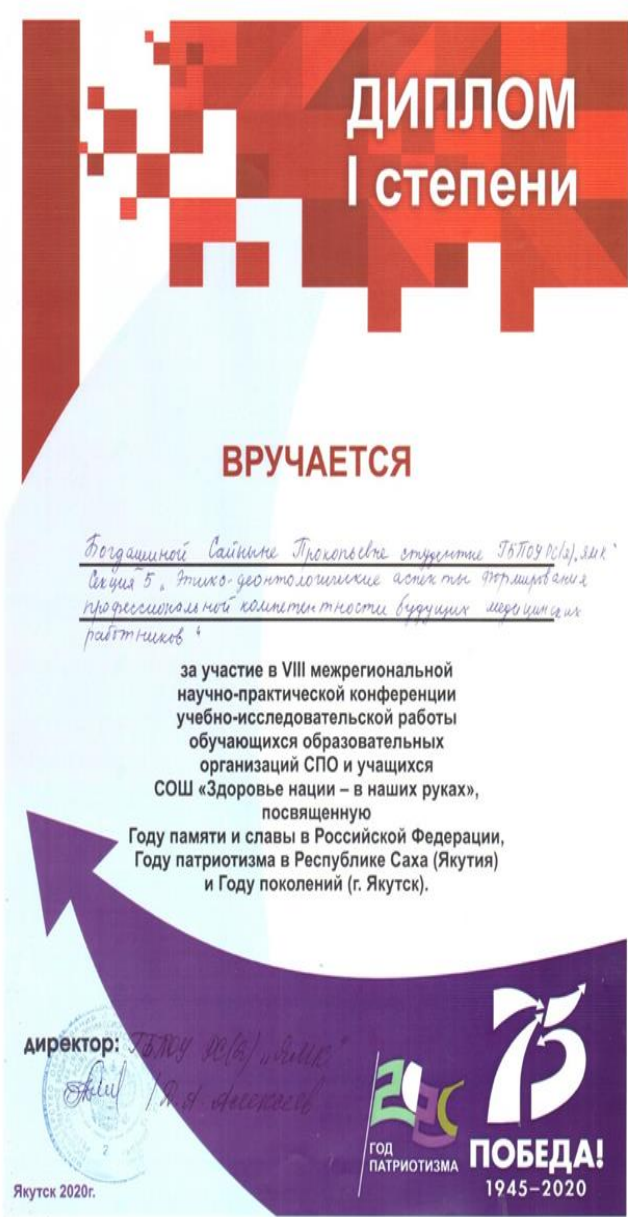 ДИПЛОМ
I степени
ВРУЧАЕТСЯ
Богдашиной Сайыыне Прокопьевне студентке ГБПОУ РС(Я) „ЯМК“
Секция 5 „Этико-деонтологические аспекты формирования
профессиональной компетентности будущих медицинских
работников“
за участие в VIII межрегиональной
научно-практической конференции
учебно-исследовательской работы
обучающихся образовательных
организаций СПО и учащихся
СОШ «Здоровье нации – в наших руках»,
посвященную
Году памяти и славы в Российской Федерации,
Году патриотизма в Республике Саха (Якутия)
и Году поколений (г. Якутск).
директор: ГБПОУ РС(Я) „ЯМК“
/Д.А. Алексеев
2
Якутск 2020г.
ГОД
ПАТРИОТИЗМА
75
ПОБЕДА!
1945–2020